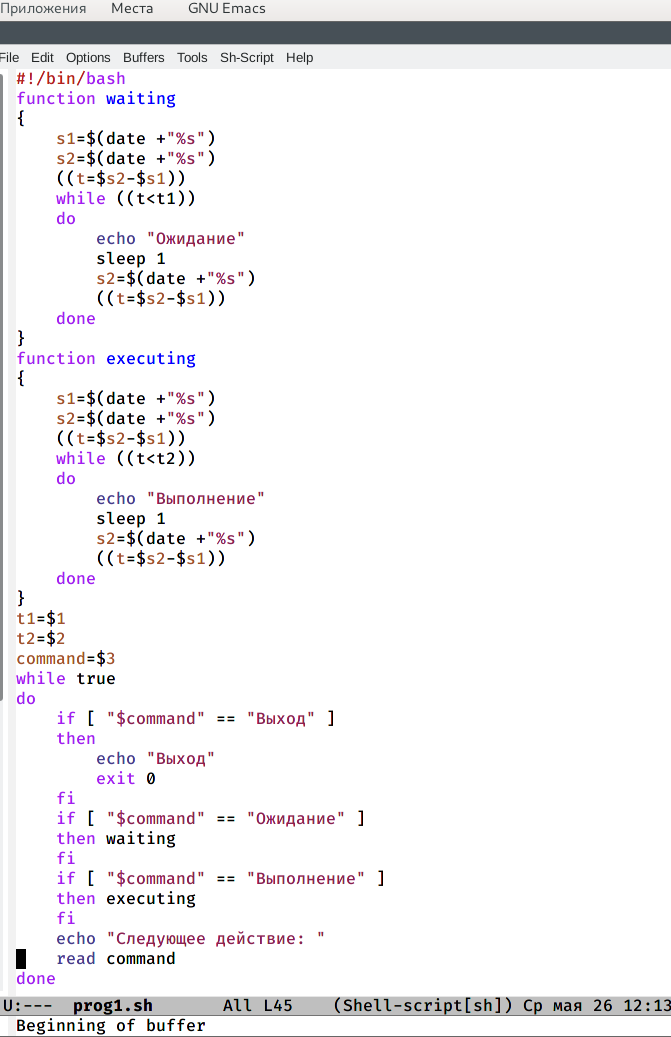 Приложения Места GNU Emacs
File Edit Options Buffers Tools Sh-Script Help
#!/bin/bash
function waiting
{
    s1=$(date +"%s")
    s2=$(date +"%s")
    ((t=$s2-$s1))
    while ((t<t1))
    do
        echo "Ожидание"
        sleep 1
        s2=$(date +"%s")
        ((t=$s2-$s1))
    done
}
function executing
{
    s1=$(date +"%s")
    s2=$(date +"%s")
    ((t=$s2-$s1))
    while ((t<t2))
    do
        echo "Выполнение"
        sleep 1
        s2=$(date +"%s")
        ((t=$s2-$s1))
    done
}
t1=$1
t2=$2
command=$3
while true
do
    if [ "$command" == "Выход" ]
    then
        echo "Выход"
        exit 0
    fi
    if [ "$command" == "Ожидание" ]
    then waiting
    fi
    if [ "$command" == "Выполнение" ]
    then executing
    fi
    echo "Следующее действие: "
    read command
done
U:--- prog1.sh All L45 (Shell-script[sh]) Ср мая 26 12:13
Beginning of buffer